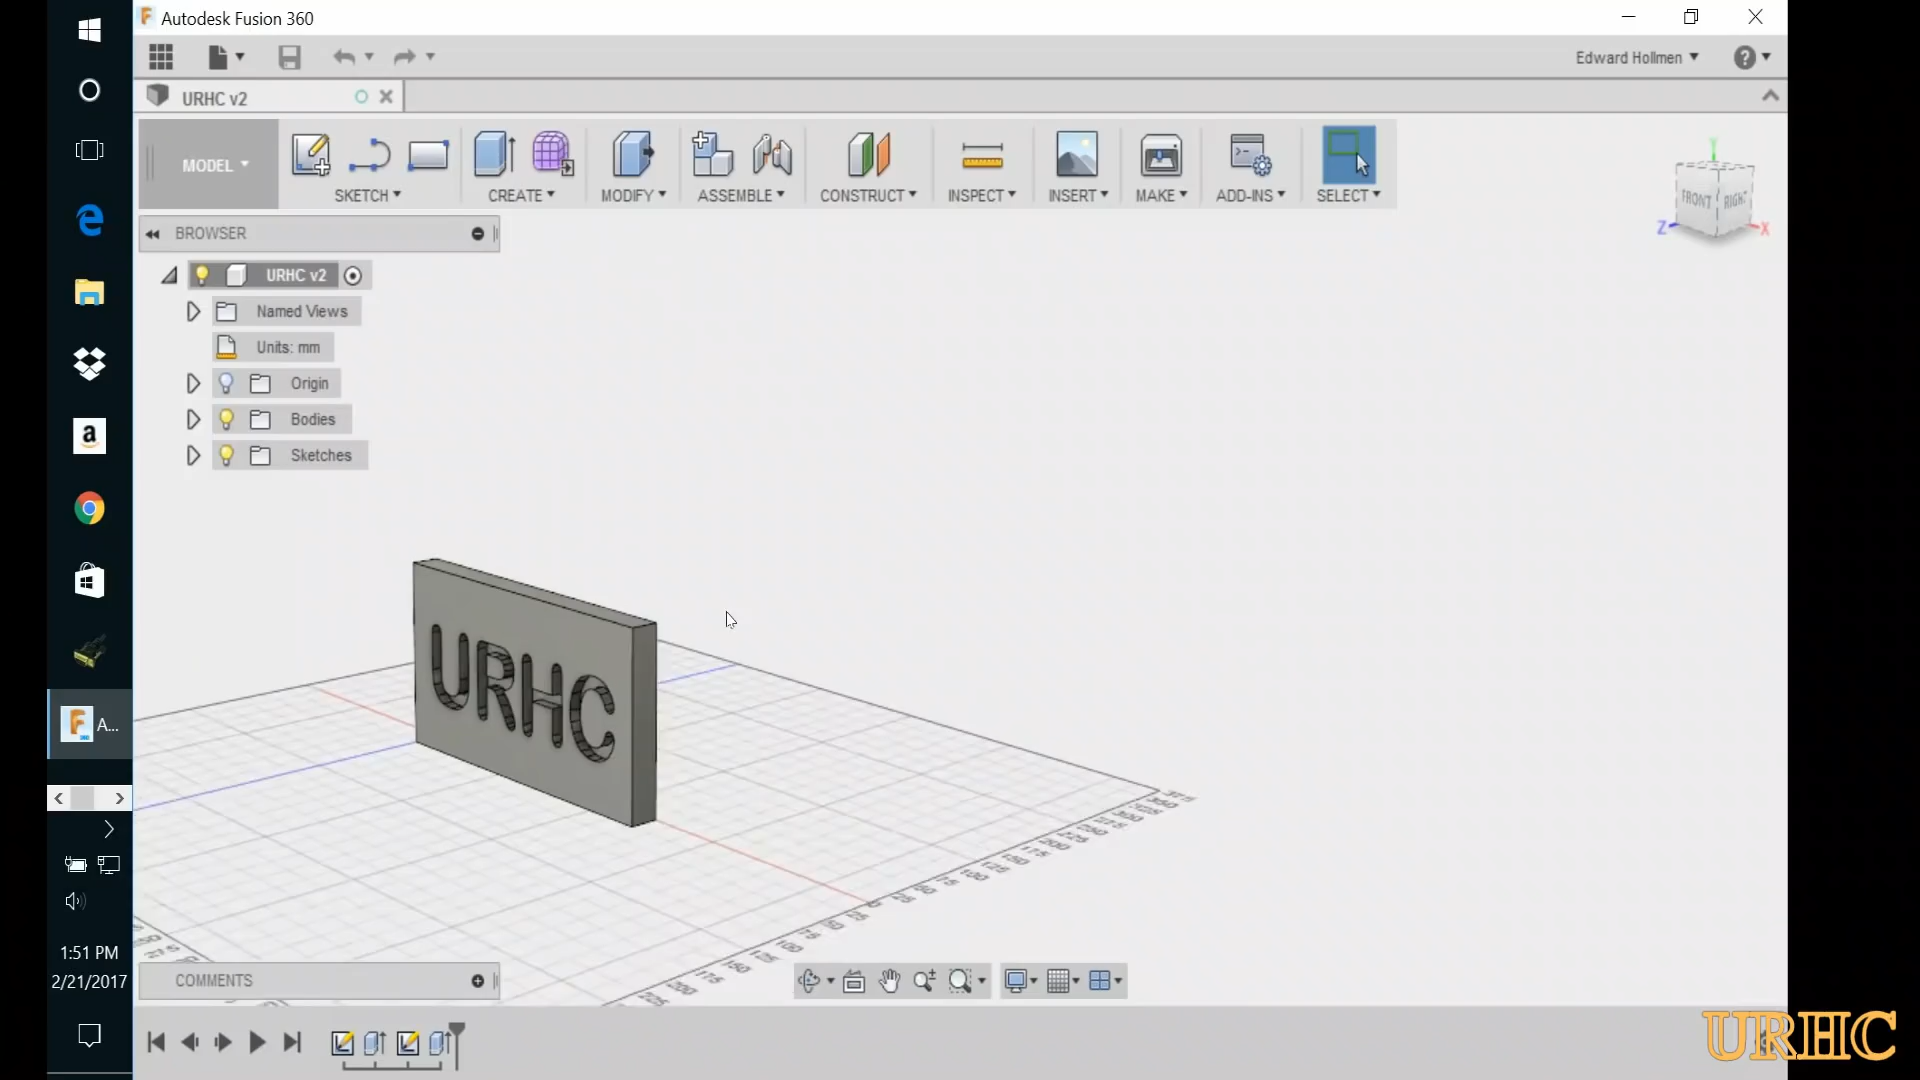 Autodesk Fusion 360
Edward Hollmen
?
URHC v2
MODEL
SKETCH
CREATE
MODIFY
ASSEMBLE
CONSTRUCT
INSPECT
INSERT
MAKE
ADD-INS
SELECT
FRONT
RIGHT
Y
Z
X
BROWSER
URHC v2
Named Views
Units: mm
Origin
Bodies
Sketches
URHC
a
A...
1:51 PM
2/21/2017
COMMENTS
URHC